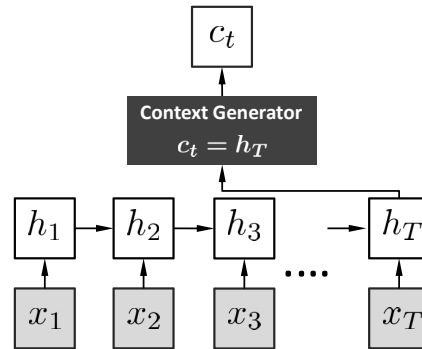 c_t
Context Generator
c_t = h_T
h_1 h_2 h_3 h_T
....
x_1 x_2 x_3 x_T